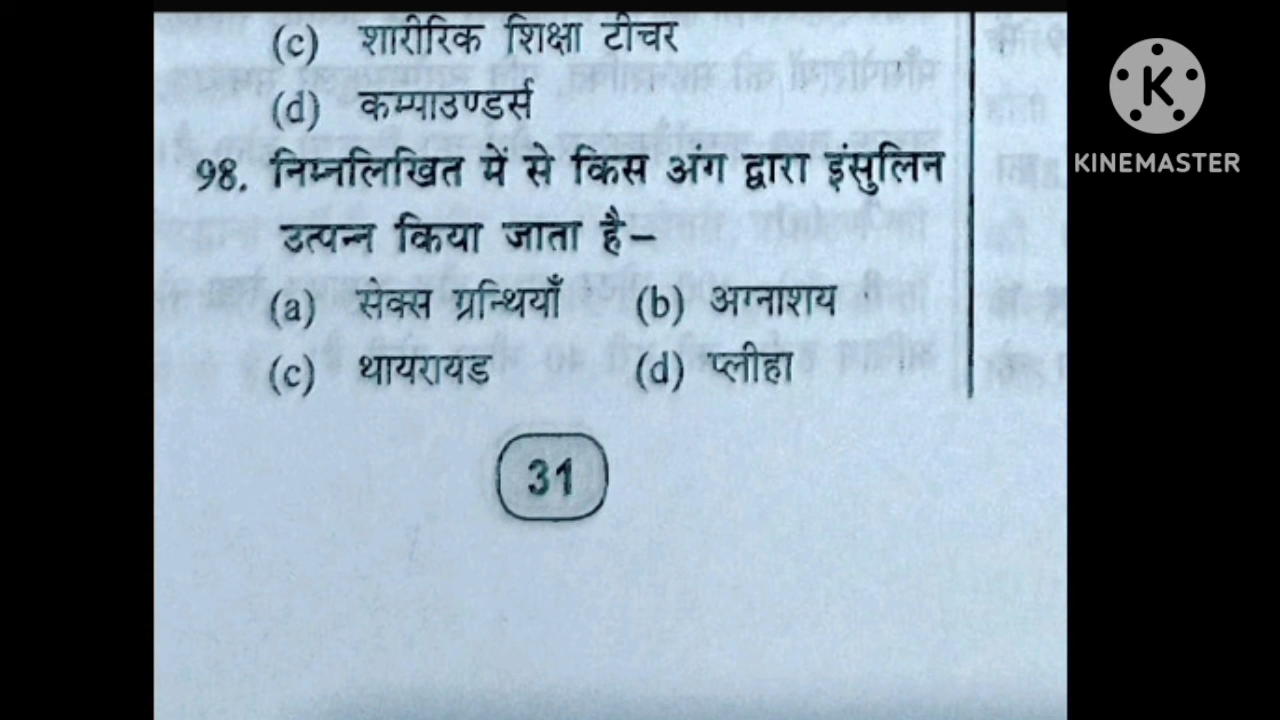 (c) शारीरिक शिक्षा टीचर
(d) कम्पाउण्डर्स
98. निम्नलिखित में से किस अंग द्वारा इंसुलिन
उत्पन्न किया जाता है–
(a) सेक्स ग्रन्थियाँ (b) अग्नाशय
(c) थायरायड (d) प्लीहा
31
K
KINEMASTER